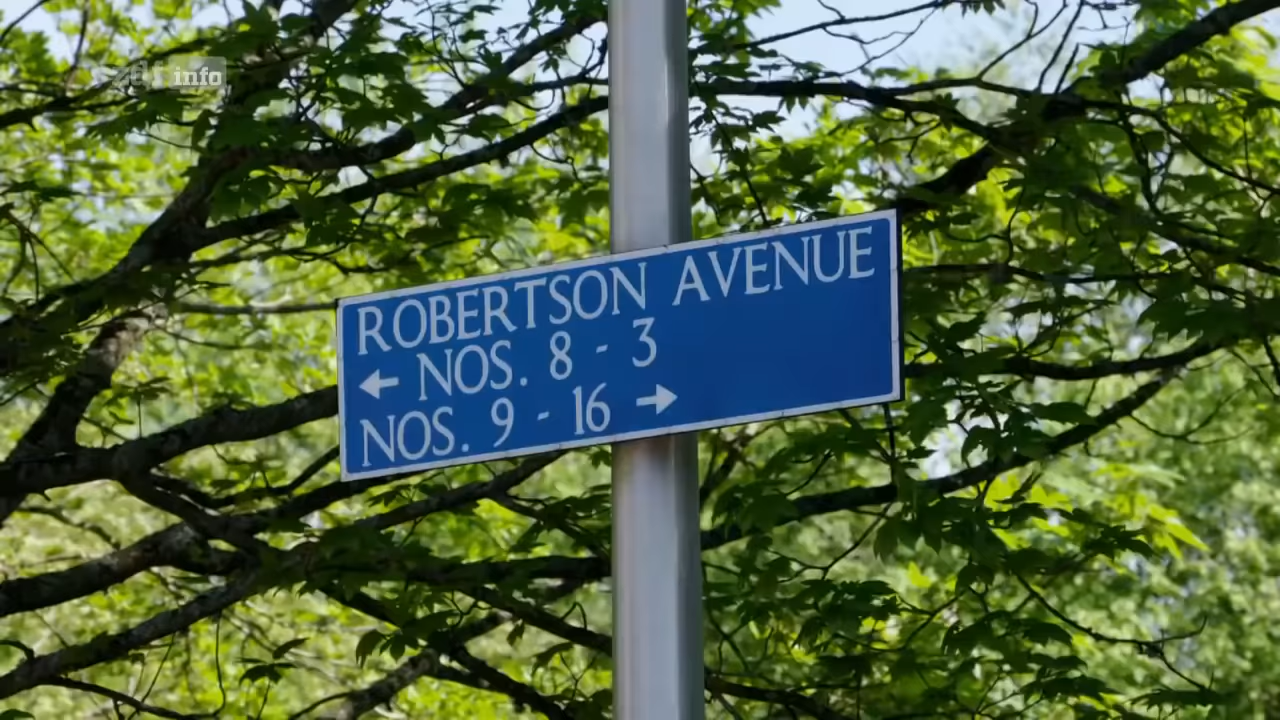 info
ROBERTSON AVENUE
← NOS. 8 - 3
NOS. 9 - 16 →